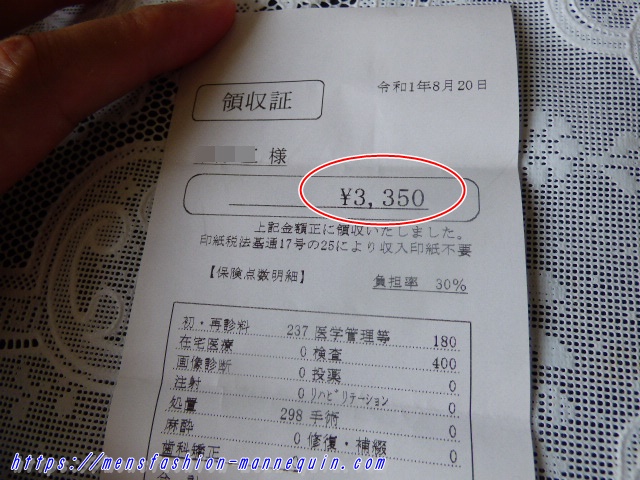 領収証
令和1年8月20日
様
¥3,350
上記金額正に領収いたしました。
印紙税法基通17号の25により収入印紙不要
【保険点数明細】 負担率 30%
初・再診料 237 医学管理等 180
在宅医療 0 検査 400
画像診断 0 投薬 0
注射 0 リハビリテーション 0
処置 298 手術 0
麻酔 0 修復・補綴 0
歯科矯正
https://mensfashion-mannequin.com/